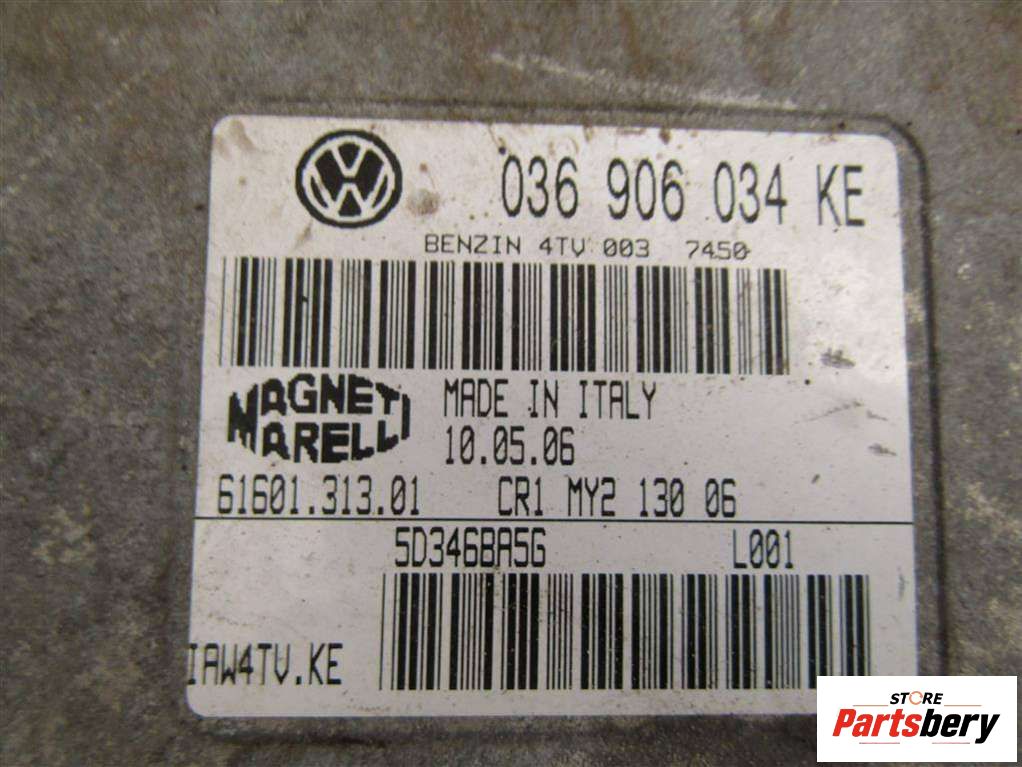 036 906 034 KE
BENZIN 4TV 003 7450
MAGNETI
MARELLI
MADE IN ITALY
10.05.06
61601.313.01 CR1 MY2 130 06
5D346BA5G L001
IAW4TV.KE
STORE
Partsbery